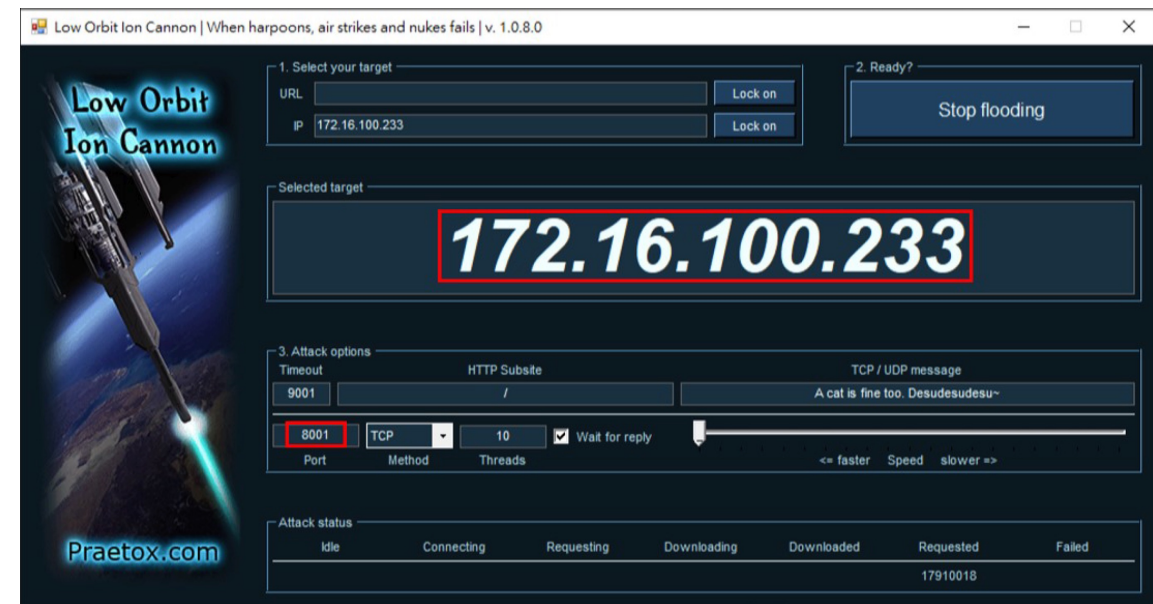 Low Orbit Ion Cannon | When harpoons, air strikes and nukes fails | v. 1.0.8.0
Low Orbit
Ion Cannon
Praetox.com
1. Select your target
URL Lock on
IP 172.16.100.233 Lock on
2. Ready?
Stop flooding
Selected target
172.16.100.233
3. Attack options
Timeout HTTP Subsite TCP / UDP message
9001 / A cat is fine too. Desudesudesu~
8001 TCP 10 Wait for reply
Port Method Threads <= faster Speed slower =>
Attack status
Idle Connecting Requesting Downloading Downloaded Requested Failed
17910018